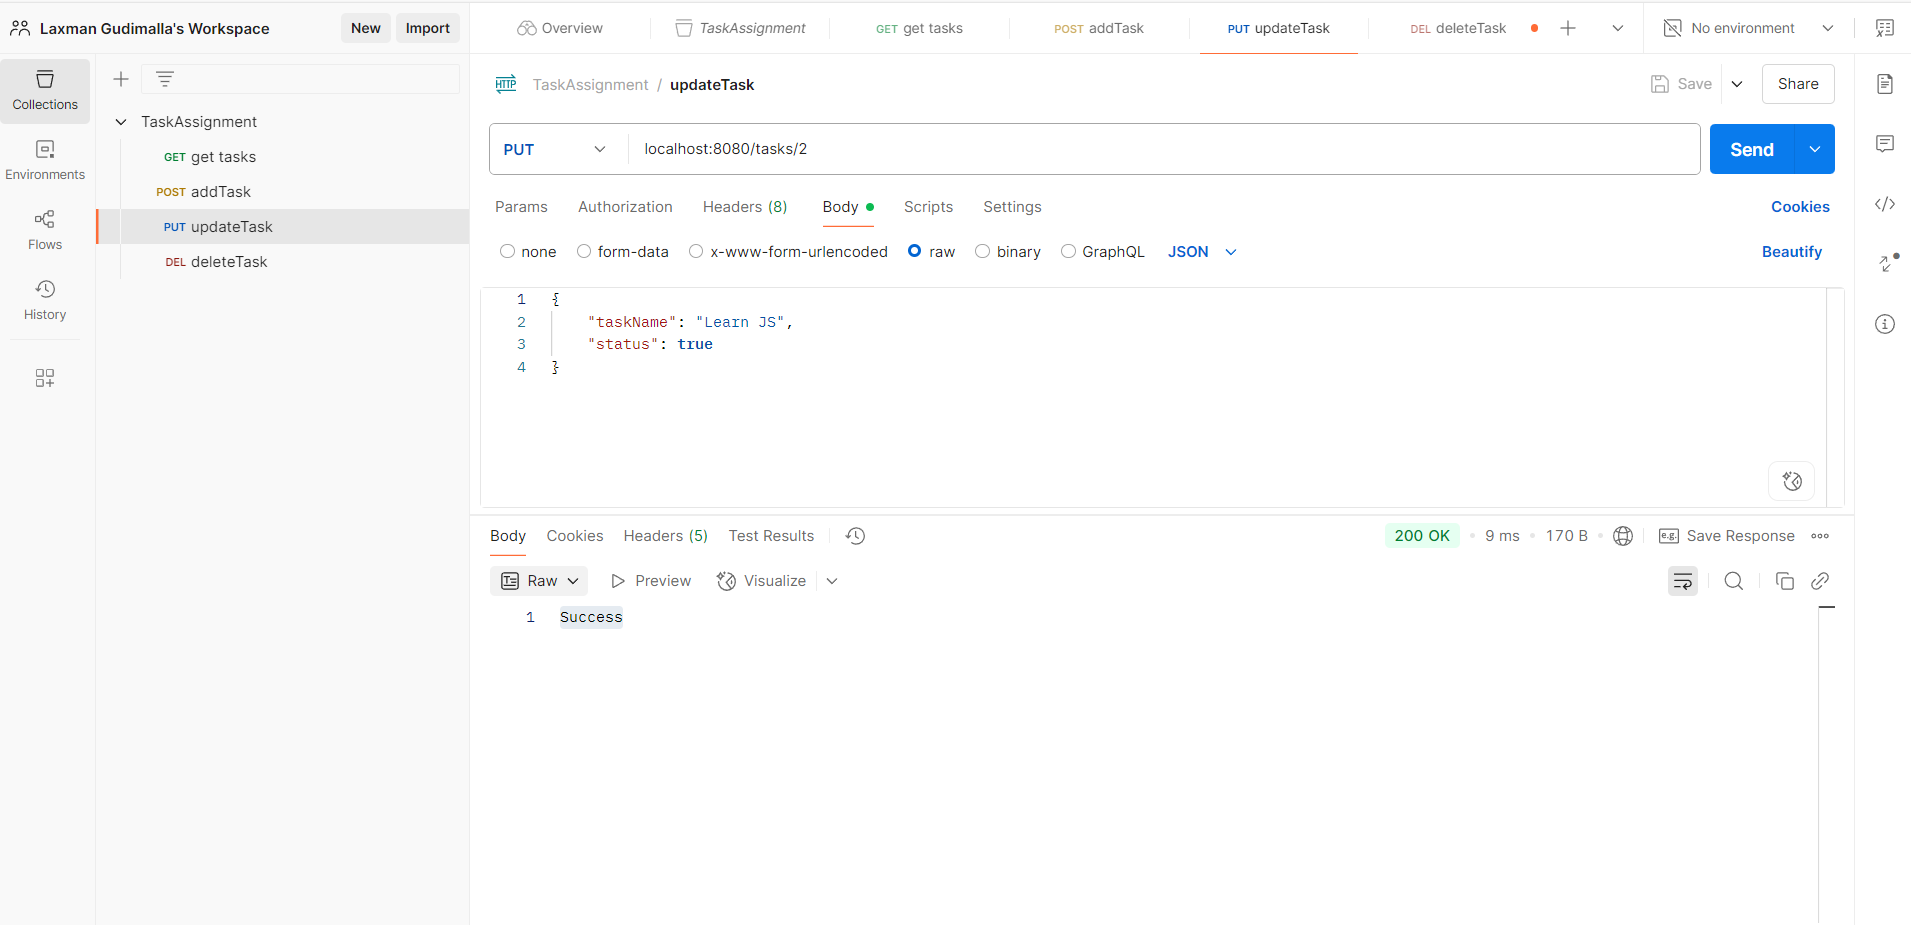 Laxman Gudimalla's Workspace
New
Import
Overview
TaskAssignment
GET get tasks
POST addTask
PUT updateTask
DEL deleteTask
No environment
Collections
Environments
Flows
History
TaskAssignment
GET get tasks
POST addTask
PUT updateTask
DEL deleteTask
HTTP TaskAssignment / updateTask
Save
Share
PUT
localhost:8080/tasks/2
Send
Params
Authorization
Headers (8)
Body
Scripts
Settings
Cookies
none
form-data
x-www-form-urlencoded
raw
binary
GraphQL
JSON
Beautify
1 {
2 "taskName": "Learn JS",
3 "status": true
4 }
Body
Cookies
Headers (5)
Test Results
200 OK
9 ms
170 B
e.g. Save Response
Raw
Preview
Visualize
1 Success